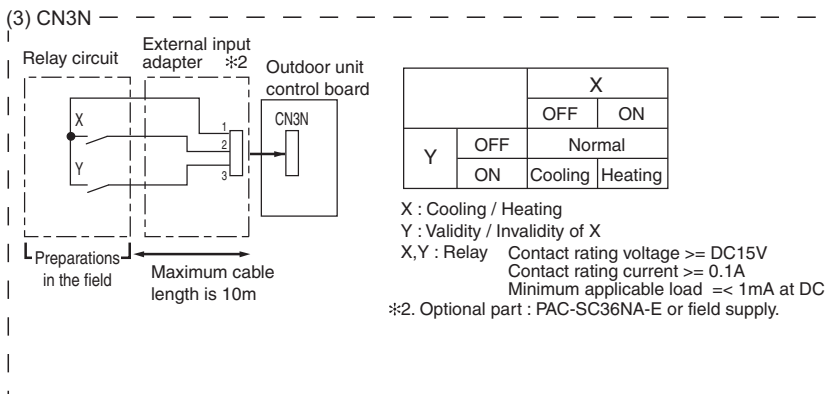 (3) CN3N
Relay circuit
External input
adapter ✻2
Outdoor unit
control board
X
Y
1
2
3
CN3N
Preparations
in the field
Maximum cable
length is 10m
X
OFF ON
Y OFF Normal
ON Cooling Heating
X : Cooling / Heating
Y : Validity / Invalidity of X
X,Y : Relay Contact rating voltage >= DC15V
Contact rating current >= 0.1A
Minimum applicable load =< 1mA at DC
✻2. Optional part : PAC-SC36NA-E or field supply.